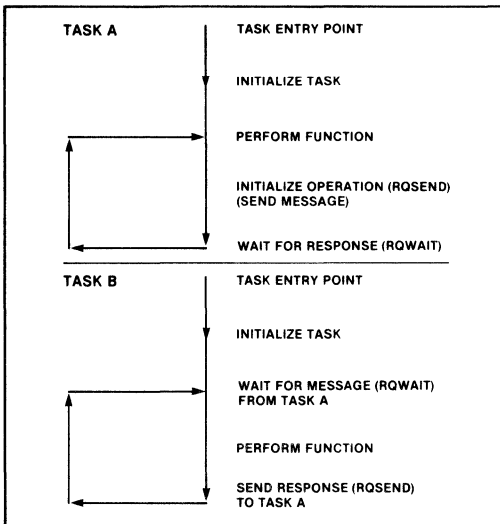 TASK A
TASK ENTRY POINT
INITIALIZE TASK
PERFORM FUNCTION
INITIALIZE OPERATION (RQSEND)
(SEND MESSAGE)
WAIT FOR RESPONSE (RQWAIT)
TASK B
TASK ENTRY POINT
INITIALIZE TASK
WAIT FOR MESSAGE (RQWAIT)
FROM TASK A
PERFORM FUNCTION
SEND RESPONSE (RQSEND)
TO TASK A